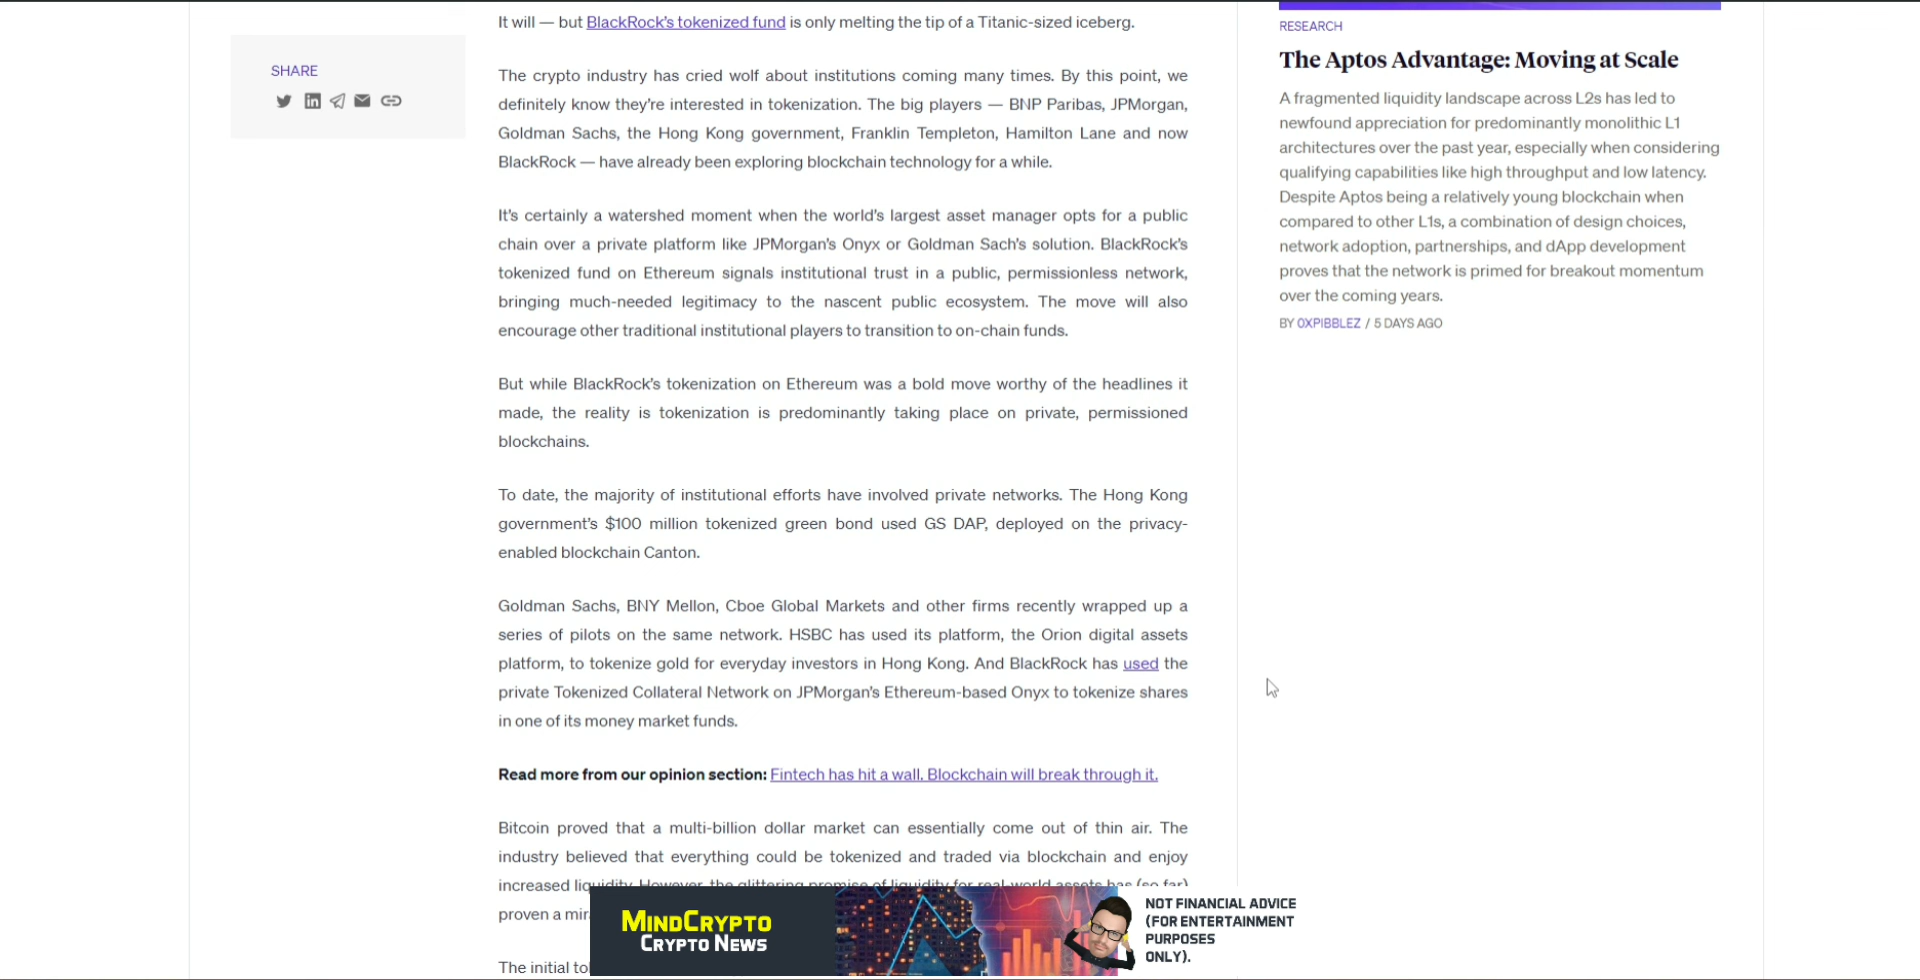 It will — but BlackRock's tokenized fund is only melting the tip of a Titanic-sized iceberg.
SHARE
The crypto industry has cried wolf about institutions coming many times. By this point, we
definitely know they're interested in tokenization. The big players — BNP Paribas, JPMorgan,
Goldman Sachs, the Hong Kong government, Franklin Templeton, Hamilton Lane and now
BlackRock — have already been exploring blockchain technology for a while.
It's certainly a watershed moment when the world's largest asset manager opts for a public
chain over a private platform like JPMorgan's Onyx or Goldman Sach's solution. BlackRock's
tokenized fund on Ethereum signals institutional trust in a public, permissionless network,
bringing much-needed legitimacy to the nascent public ecosystem. The move will also
encourage other traditional institutional players to transition to on-chain funds.
But while BlackRock's tokenization on Ethereum was a bold move worthy of the headlines it
made, the reality is tokenization is predominantly taking place on private, permissioned
blockchains.
To date, the majority of institutional efforts have involved private networks. The Hong Kong
government's $100 million tokenized green bond used GS DAP, deployed on the privacy-
enabled blockchain Canton.
Goldman Sachs, BNY Mellon, Cboe Global Markets and other firms recently wrapped up a
series of pilots on the same network. HSBC has used its platform, the Orion digital assets
platform, to tokenize gold for everyday investors in Hong Kong. And BlackRock has used the
private Tokenized Collateral Network on JPMorgan's Ethereum-based Onyx to tokenize shares
in one of its money market funds.
Read more from our opinion section: Fintech has hit a wall. Blockchain will break through it.
Bitcoin proved that a multi-billion dollar market can essentially come out of thin air. The
industry believed that everything could be tokenized and traded via blockchain and enjoy
increased liquidity. However, the glittering promise of liquidity for real-world assets has (so far)
proven a
The initial
RESEARCH
The Aptos Advantage: Moving at Scale
A fragmented liquidity landscape across L2s has led to
newfound appreciation for predominantly monolithic L1
architectures over the past year, especially when considering
qualifying capabilities like high throughput and low latency.
Despite Aptos being a relatively young blockchain when
compared to other L1s, a combination of design choices,
network adoption, partnerships, and dApp development
proves that the network is primed for breakout momentum
over the coming years.
BY 0XPIBBLEZ / 5 DAYS AGO
MINDCRYPTO
CRYPTO NEWS
NOT FINANCIAL ADVICE
(FOR ENTERTAINMENT
PURPOSES
ONLY).